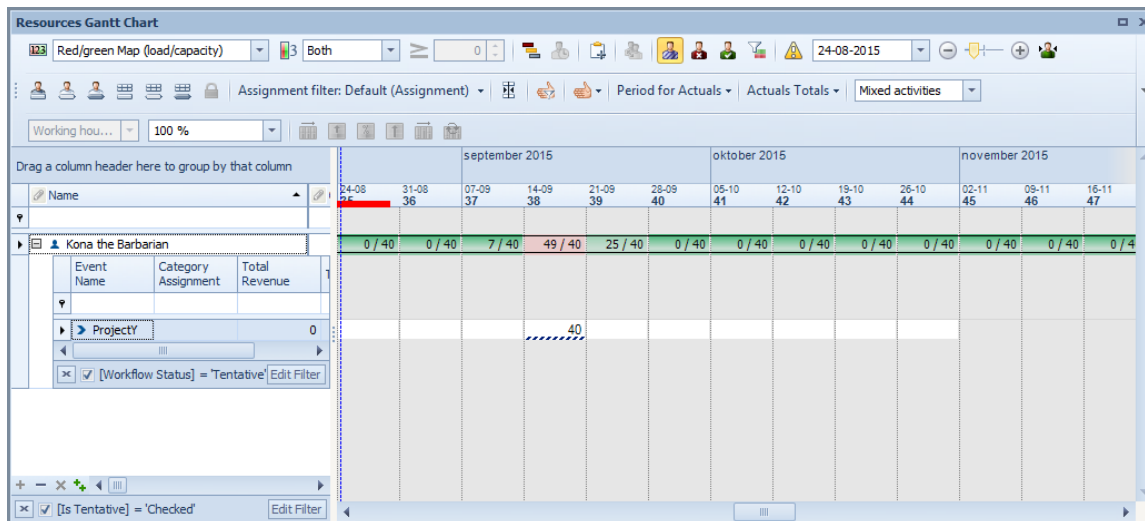 Resources Gantt Chart
123 Red/green Map (load/capacity) 3 Both 0 24-08-2015
Assignment filter: Default (Assignment) Period for Actuals Actuals Totals Mixed activities
Working hou... 100 %
Drag a column header here to group by that column
september 2015 oktober 2015 november 2015
Name
24-08 31-08 07-09 14-09 21-09 28-09 05-10 12-10 19-10 26-10 02-11 09-11 16-11
35 36 37 38 39 40 41 42 43 44 45 46 47
Kona the Barbarian 0 / 40 0 / 40 7 / 40 49 / 40 25 / 40 0 / 40 0 / 40 0 / 40 0 / 40 0 / 40 0 / 40 0 / 40 0 / 4
Event Name Category Assignment Total Revenue T
ProjectY 0 40
[Workflow Status] = 'Tentative' Edit Filter
[Is Tentative] = 'Checked' Edit Filter